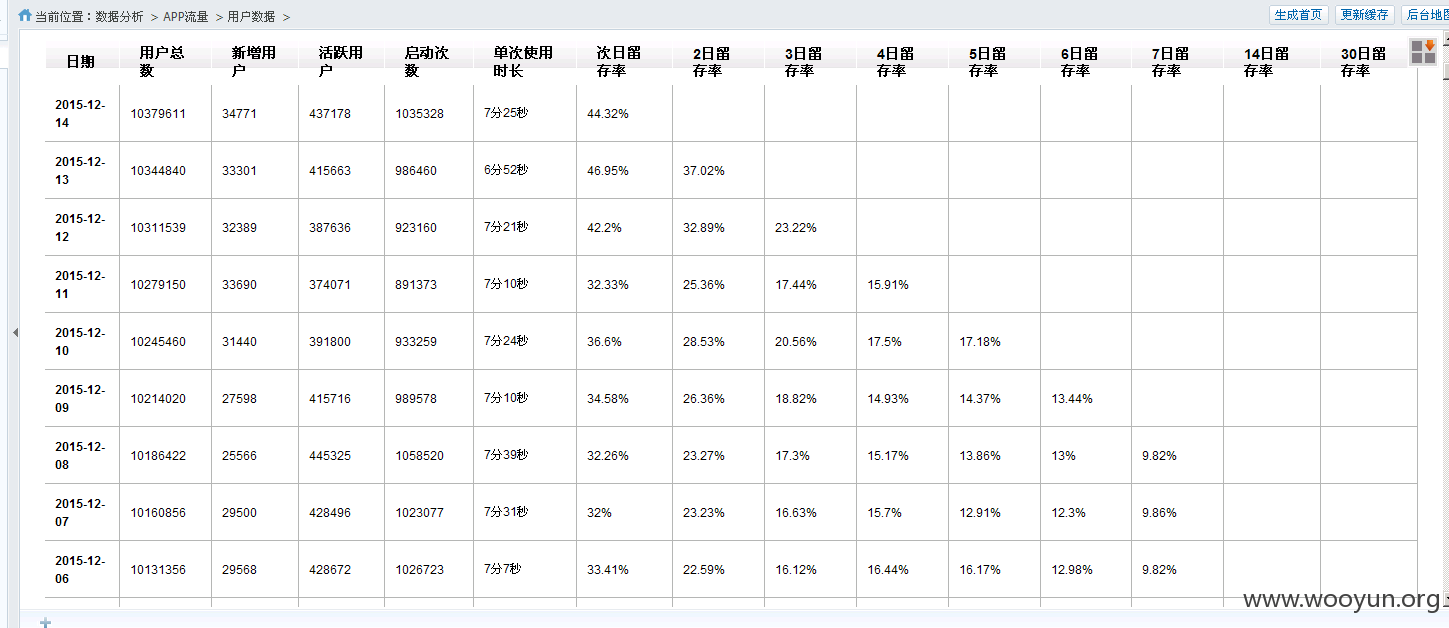 当前位置：数据分析 > APP流量 > 用户数据 > 生成首页 更新缓存 后台地图
日期 用户总数 新增用户 活跃用户 启动次数 单次使用时长 次日留存率 2日留存率 3日留存率 4日留存率 5日留存率 6日留存率 7日留存率 14日留存率 30日留存率
2015-12-14 10379611 34771 437178 1035328 7分25秒 44.32%
2015-12-13 10344840 33301 415663 986460 6分52秒 46.95% 37.02%
2015-12-12 10311539 32389 387636 923160 7分21秒 42.2% 32.89% 23.22%
2015-12-11 10279150 33690 374071 891373 7分10秒 32.33% 25.36% 17.44% 15.91%
2015-12-10 10245460 31440 391800 933259 7分24秒 36.6% 28.53% 20.56% 17.5% 17.18%
2015-12-09 10214020 27598 415716 989578 7分10秒 34.58% 26.36% 18.82% 14.93% 14.37% 13.44%
2015-12-08 10186422 25566 445325 1058520 7分39秒 32.26% 23.27% 17.3% 15.17% 13.86% 13% 9.82%
2015-12-07 10160856 29500 428496 1023077 7分31秒 32% 23.23% 16.63% 15.7% 12.91% 12.3% 9.86%
2015-12-06 10131356 29568 428672 1026723 7分7秒 33.41% 22.59% 16.12% 16.44% 16.17% 12.98% 9.82%
www.wooyun.org